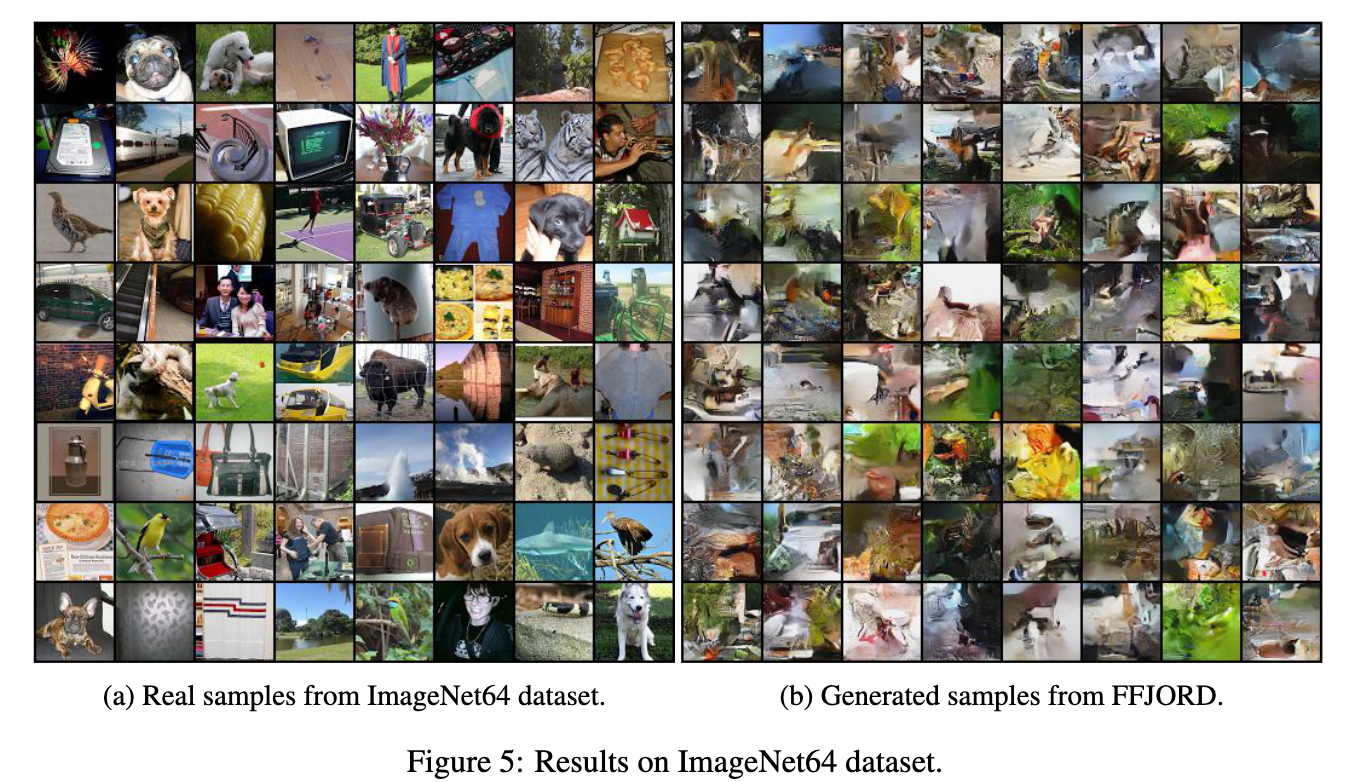 (a) Real samples from ImageNet64 dataset.
(b) Generated samples from FFJORD.
Figure 5: Results on ImageNet64 dataset.